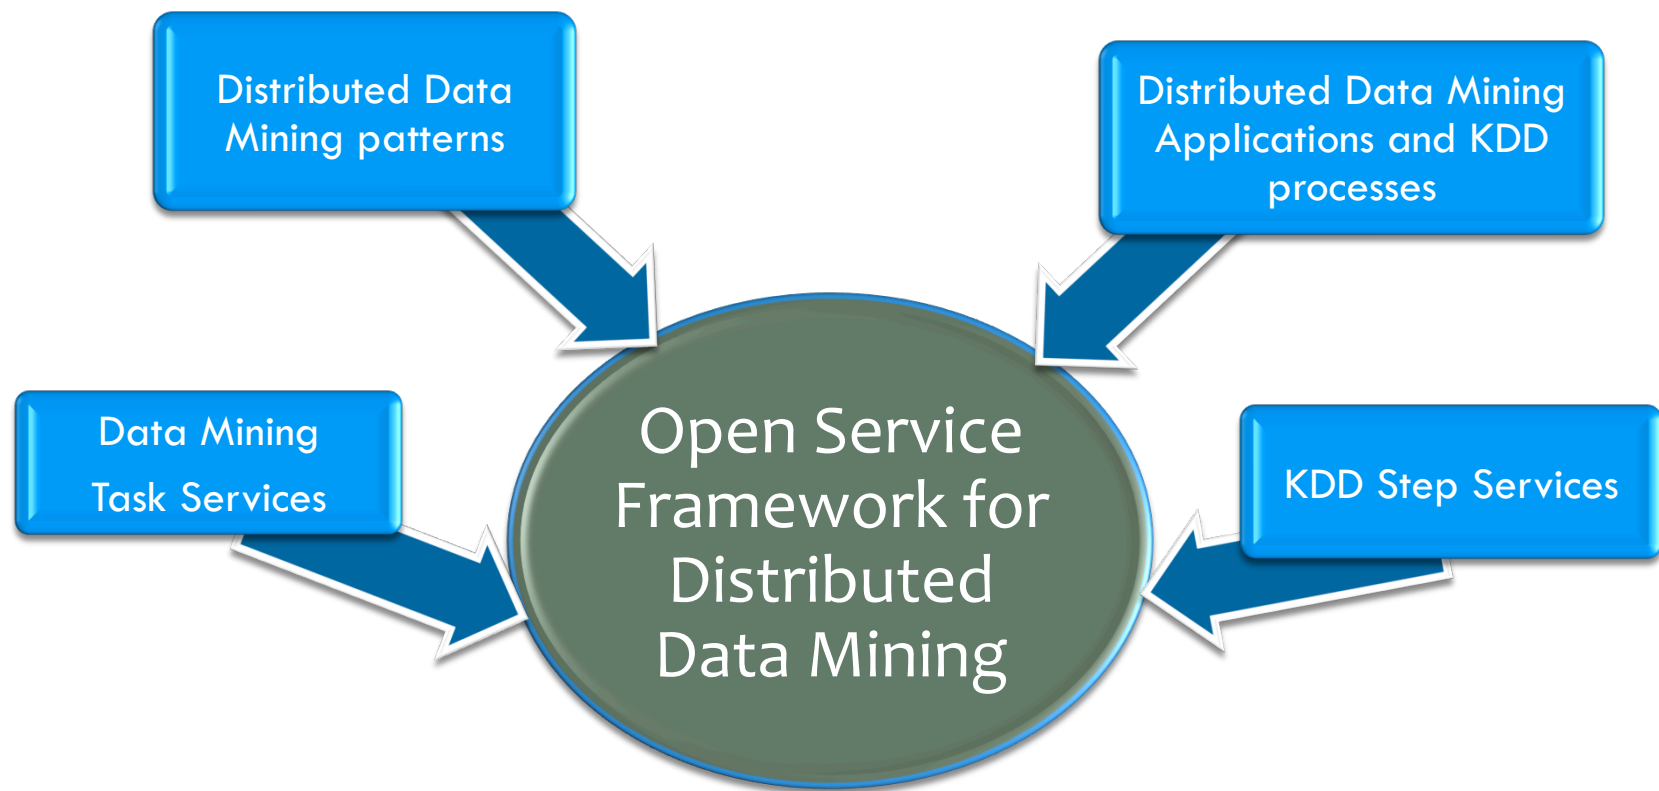 Distributed Data
Mining patterns
Distributed Data Mining
Applications and KDD
processes
Data Mining
Task Services
KDD Step Services
Open Service
Framework for
Distributed
Data Mining